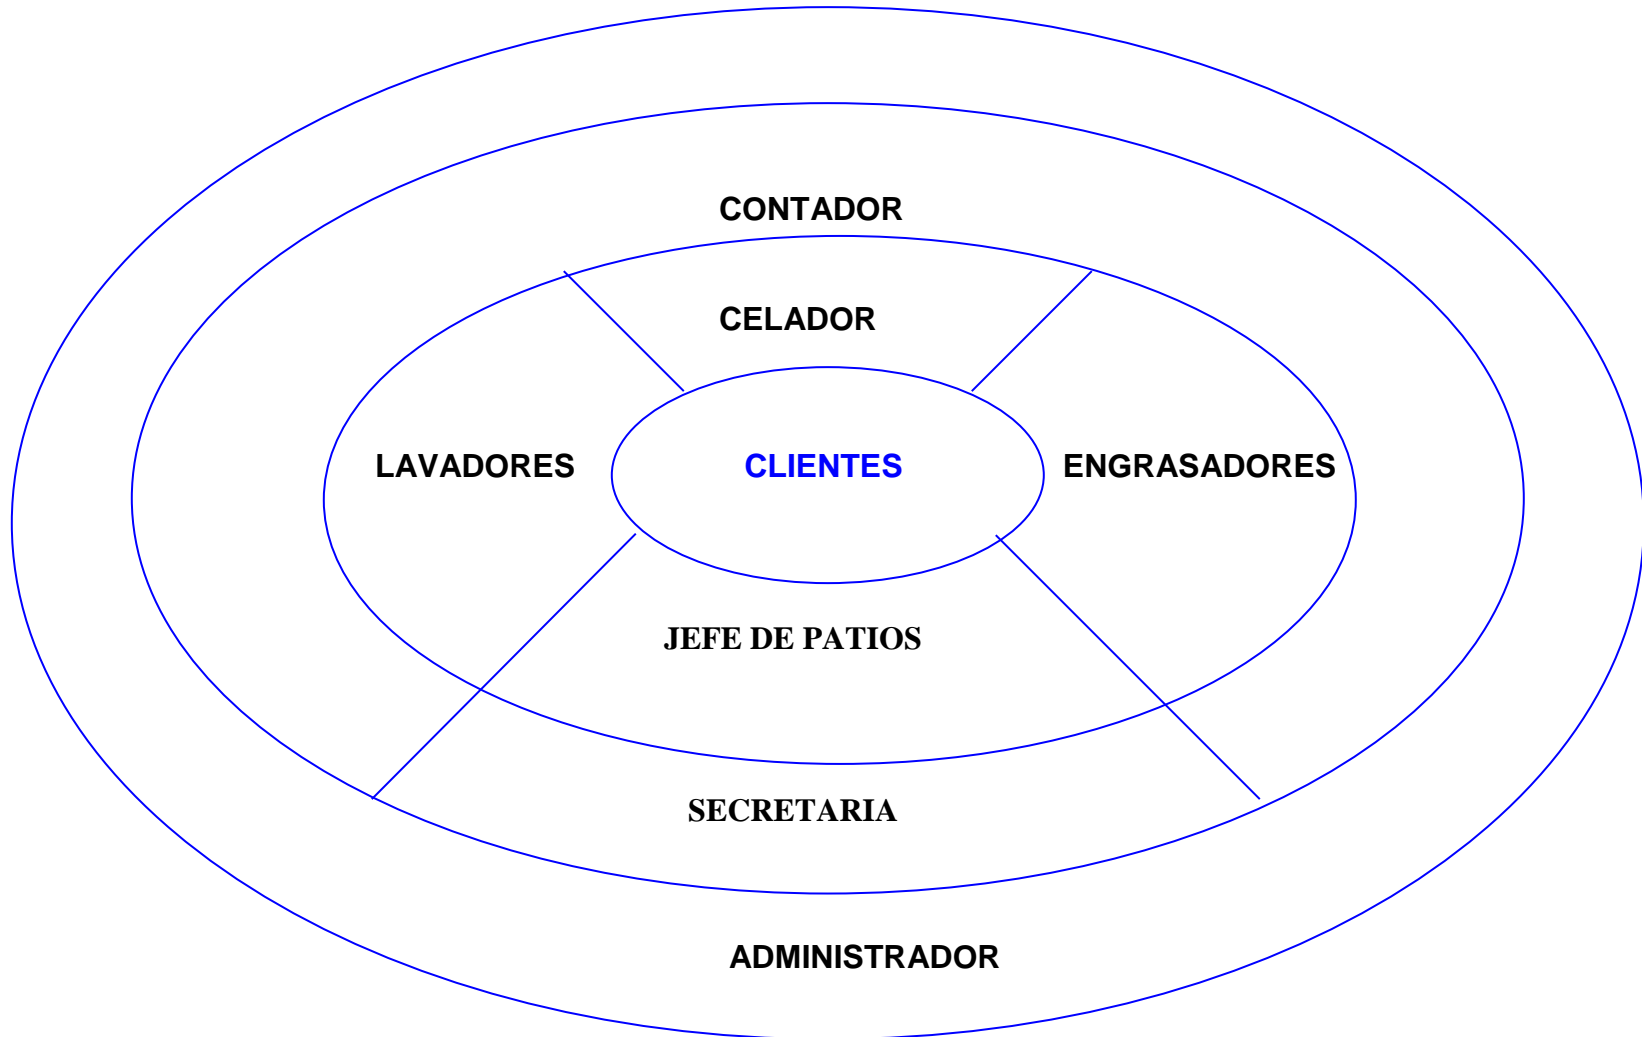 CONTADOR
CELADOR
LAVADORES CLIENTES ENGRASADORES
JEFE DE PATIOS
SECRETARIA
ADMINISTRADOR